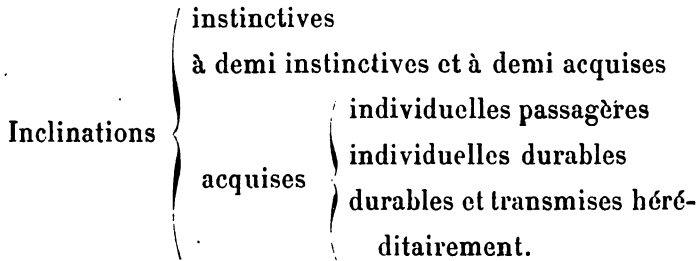 instinctives
à demi instinctives et à demi acquises
Inclinations
individuelles passagères
individuelles durables
acquises
durables et transmises héré-
ditairement.